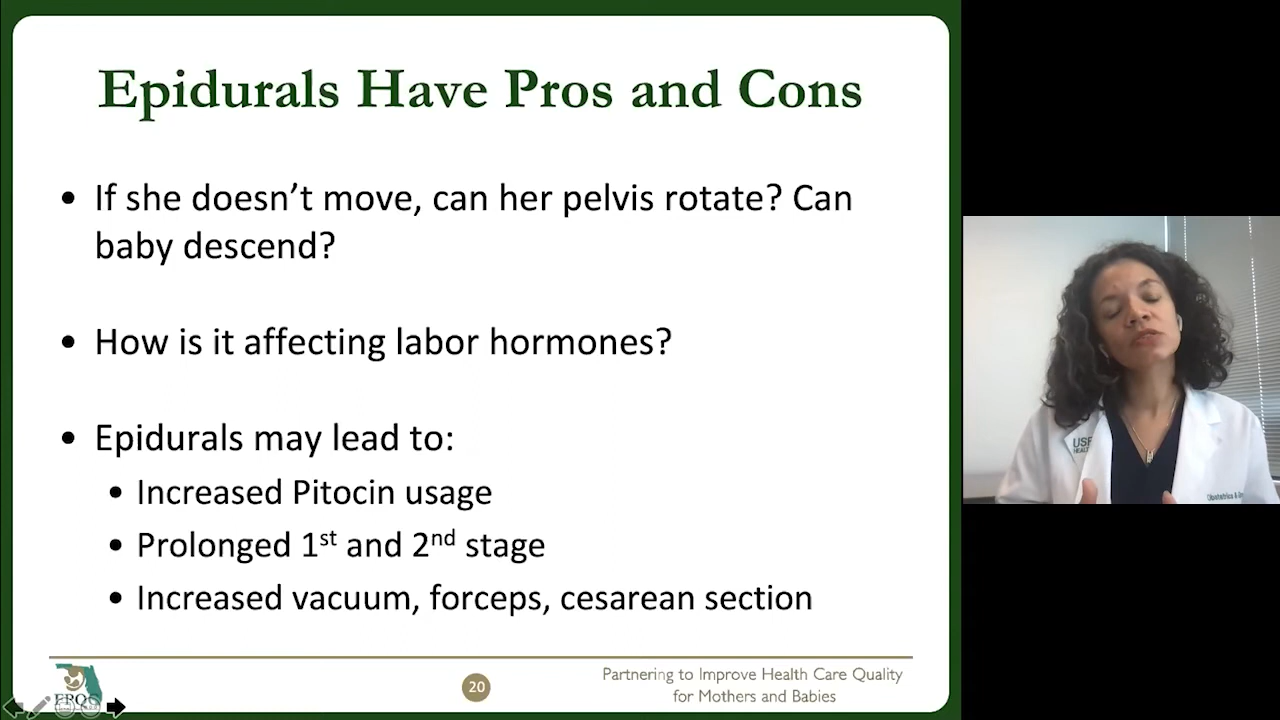 Epidurals Have Pros and Cons
• If she doesn’t move, can her pelvis rotate? Can
baby descend?
• How is it affecting labor hormones?
• Epidurals may lead to:
• Increased Pitocin usage
• Prolonged 1st and 2nd stage
• Increased vacuum, forceps, cesarean section
FPQC
20
Partnering to Improve Health Care Quality
for Mothers and Babies
USF
HEALTH
Obstetrics &